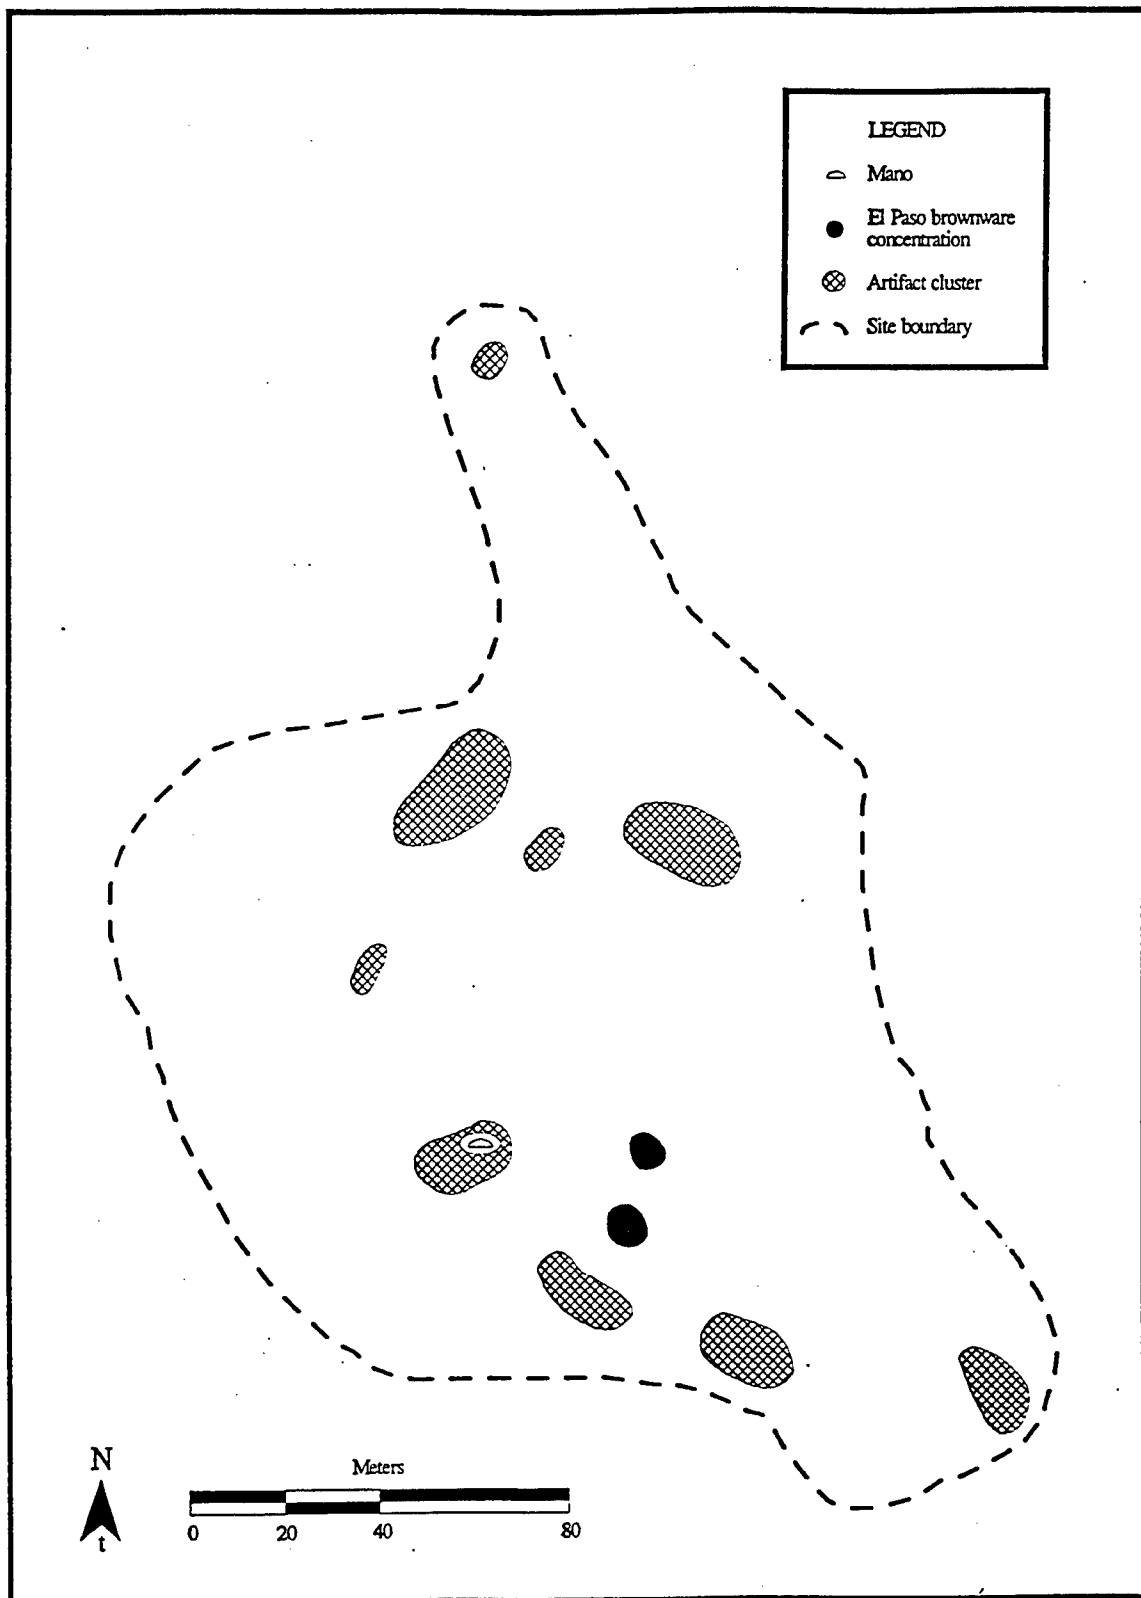 LEGEND
Mano
El Paso brownware
concentration
Artifact cluster
Site boundary
N
t
Meters
0 20 40 80